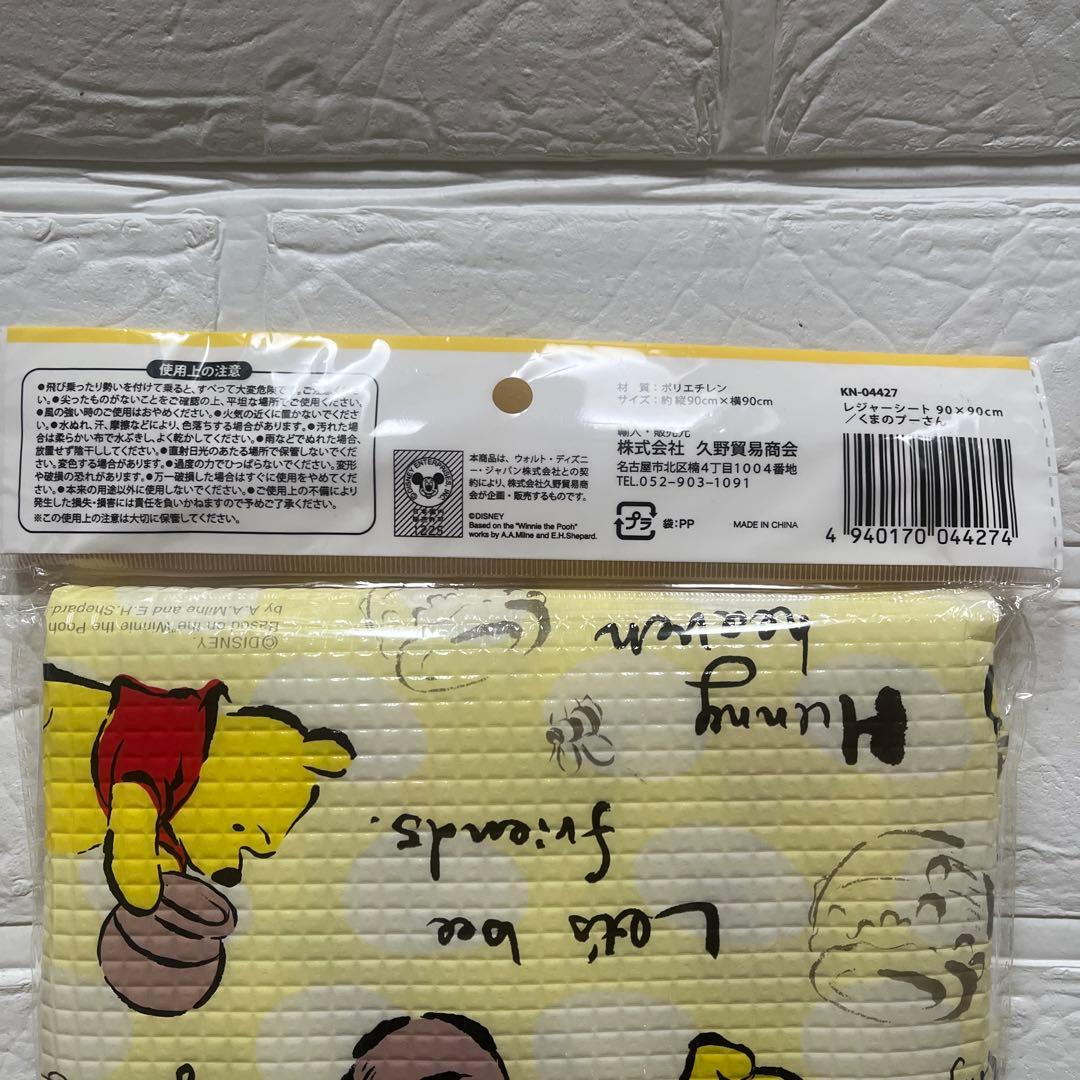 使用上の注意
●飛び乗ったり勢いを付けて乗ると、すべって大変危険で
●尖ったものがないことをご確認の上、平坦な場所でご使用ください。
●風の強い時のご使用はおやめください。●火気の近くに置かないでくださ
い。●水ぬれ、汗、摩擦などにより、色落ちする場合があります。●汚れた場
合は柔らかい布で水ぶきし、よく乾かしてください。●雨などでぬれた場合、
放置せず陰干ししてください。●直射日光のあたる場所で保管しないでくだ
さい。変色する場合があります。●過度の力でひっぱらないでください。変形
や破損の恐れがあります。●万一破損した場合はすぐに使用をやめてくださ
い。●本来の用途以外に使用しないでください。●ご使用上の不備により
発生した損失・損害には責任を負いかねますので予めご了承ください。
※この使用上の注意は大切に保管してください。
1225
本商品は、ウォルト・ディズニ
ー・ジャパン株式会社との契
約により、株式会社久野貿易商
会が企画・販売するものです。
©DISNEY
Based on the "Winnie the Pooh"
works by A.A.Milne and E.H.Shepard.
材 質：ポリエチレン
サイズ：約 縦90cm×横90cm
輸入・販売元
株式会社 久野貿易商会
名古屋市北区楠4丁目1004番地
TEL.052-903-1091
プラ 袋：PP
MADE IN CHINA
KN-04427
レジャーシート 90×90cm
／くまのプーさん
4 940170 044274
©DISNEY
Based on the "Winnie the Pooh
by A.A.Milne and E.H.Shepard.
Hunny
heaven
Let's bee
friends.